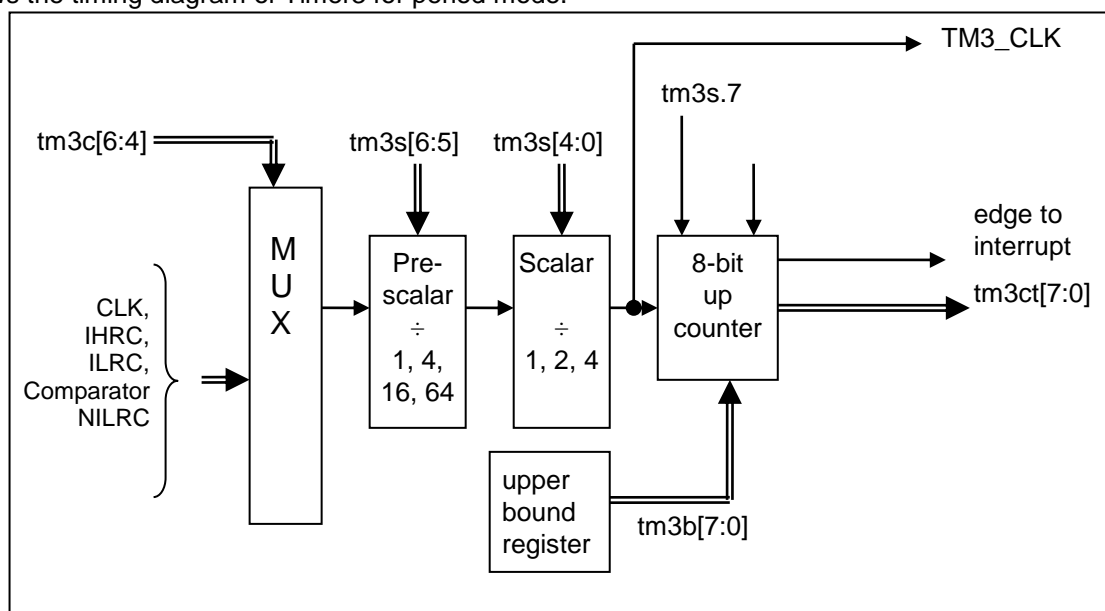 TM3_CLK
tm3s.7
tm3c[6:4]
tm3s[6:5]
tm3s[4:0]
M
U
X
Pre-
scalar
÷
1, 4,
16, 64
Scalar
÷
1, 2, 4
8-bit
up
counter
edge to
interrupt
tm3ct[7:0]
CLK,
IHRC,
ILRC,
Comparator
NILRC
upper
bound
register
tm3b[7:0]